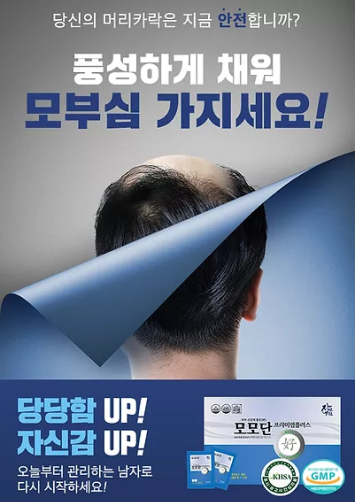 당신의 머리카락은 지금 안전합니까?
풍성하게 채워
모부심 가지세요!
당당함 UP!
자신감 UP!
오늘부터 관리하는 남자로
다시 시작하세요!
모모단 프리미엄플러스
好
KHSA
GMP